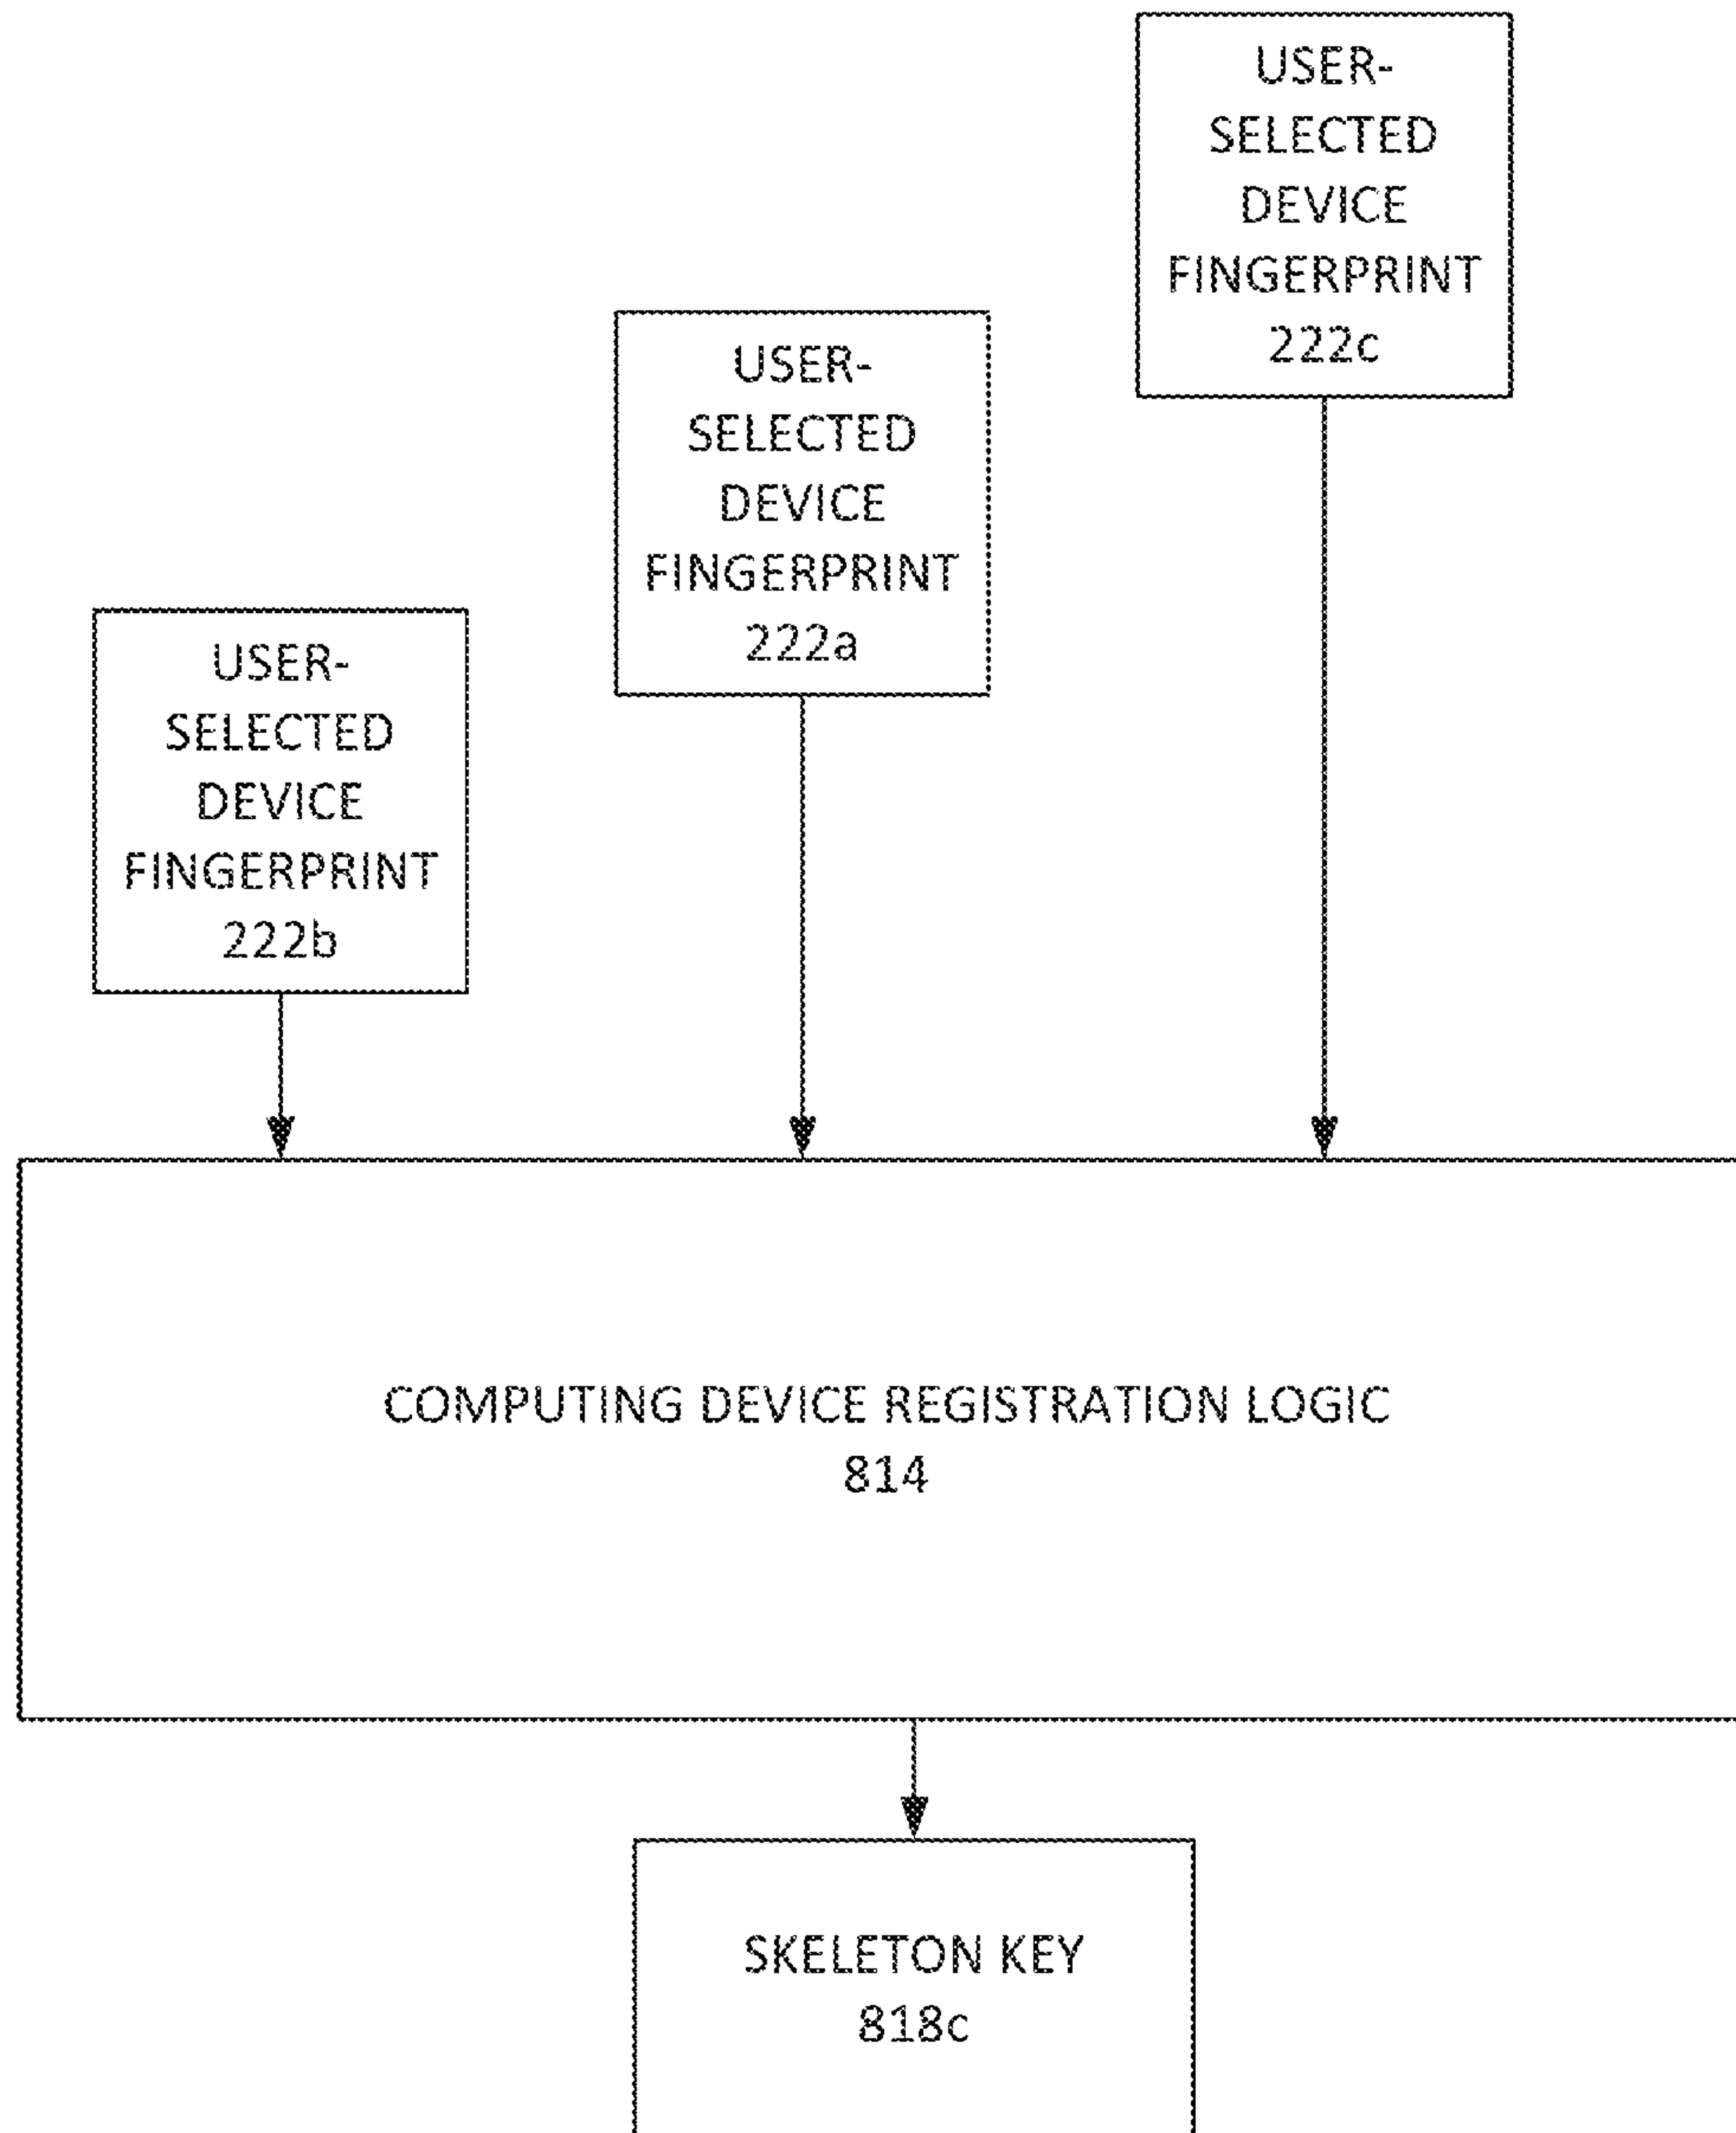 USER-
SELECTED
DEVICE
FINGERPRINT
222c
USER-
SELECTED
DEVICE
FINGERPRINT
222a
USER-
SELECTED
DEVICE
FINGERPRINT
222b
COMPUTING DEVICE REGISTRATION LOGIC
814
SKELETON KEY
818c